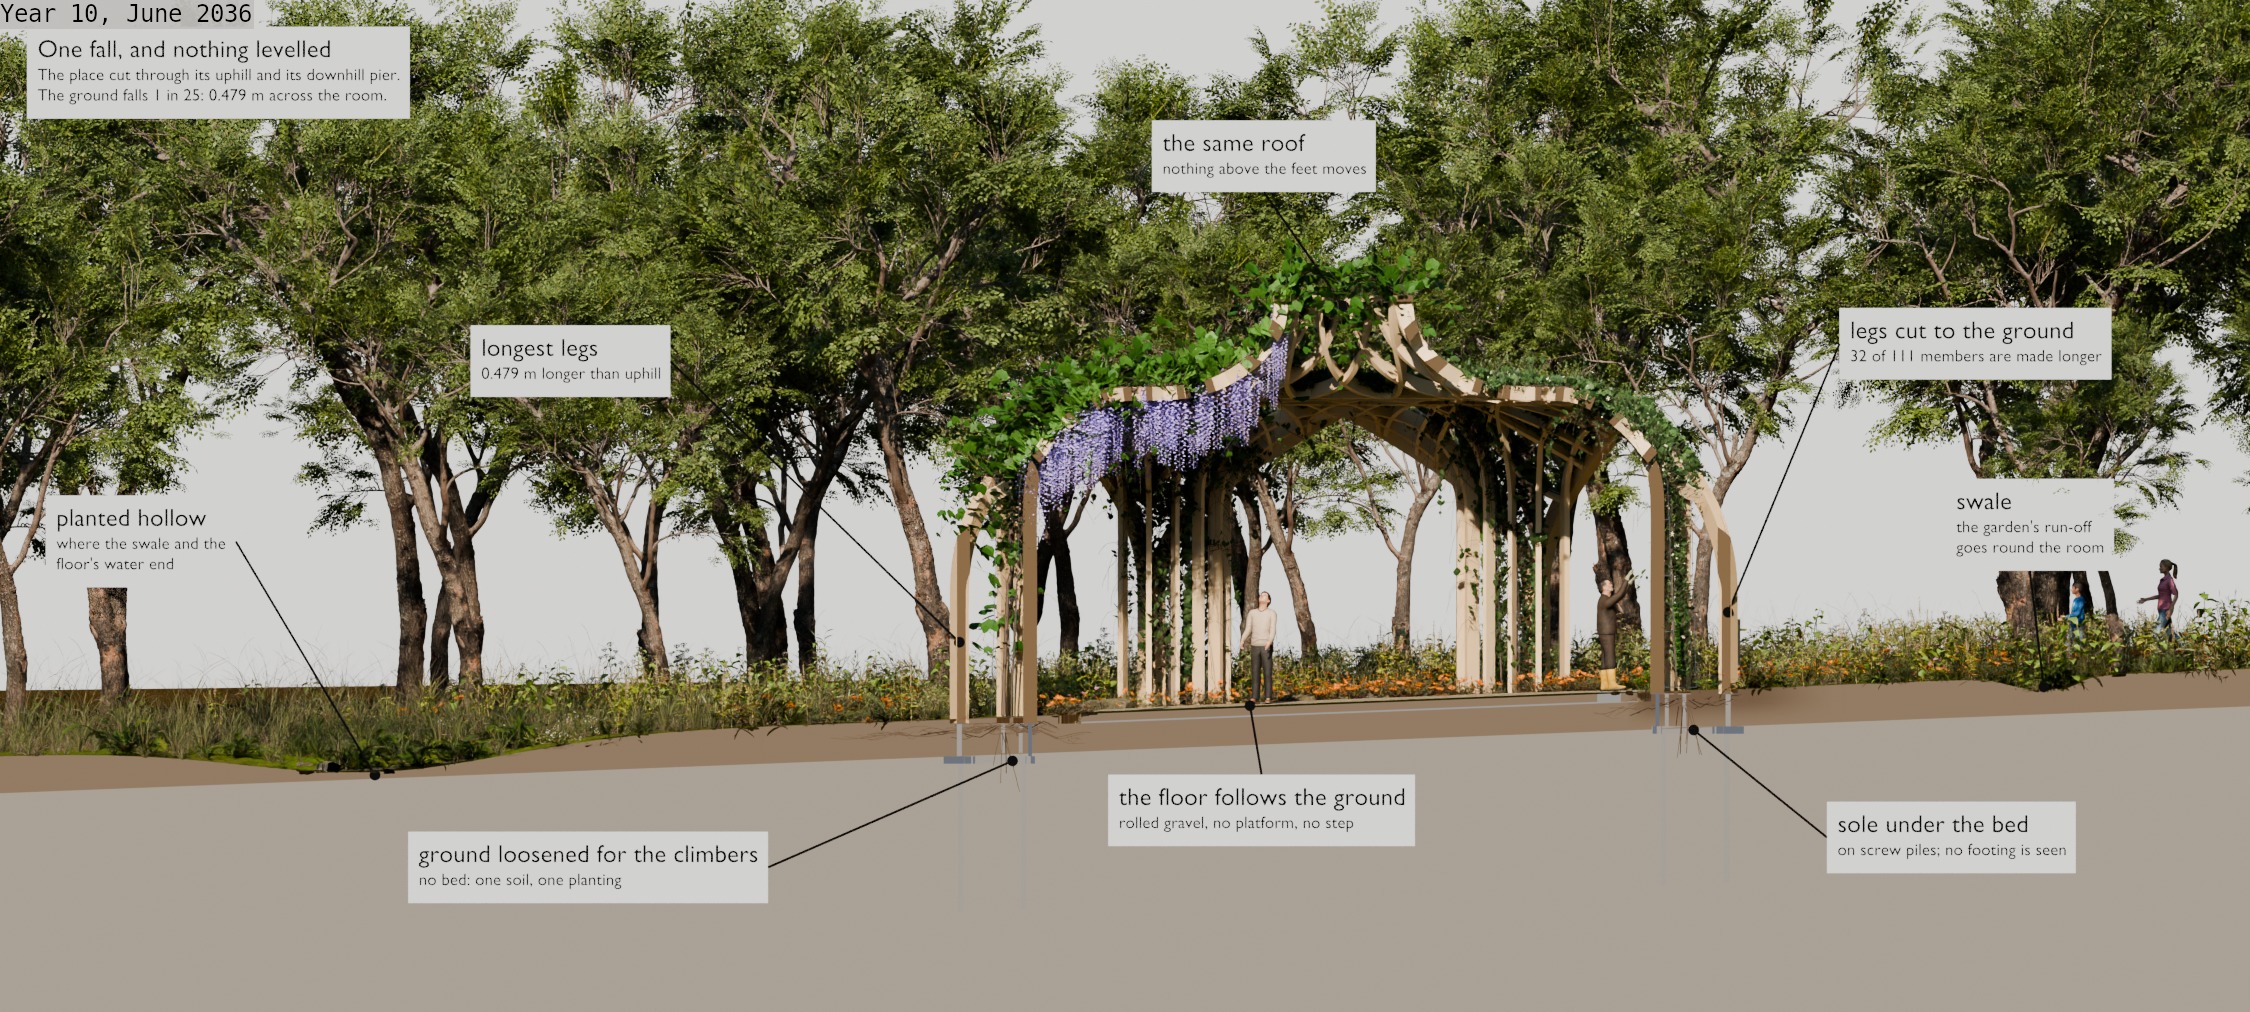 Year 10, June 2036
One fall, and nothing levelled
The place cut through its uphill and its downhill pier.
The ground falls 1 in 25: 0.479 m across the room.
the same roof
nothing above the feet moves
longest legs
0.479 m longer than uphill
legs cut to the ground
32 of 111 members are made longer
planted hollow
where the swale and the
floor's water end
swale
the garden's run-off
goes round the room
the floor follows the ground
rolled gravel, no platform, no step
ground loosened for the climbers
no bed: one soil, one planting
sole under the bed
on screw piles; no footing is seen